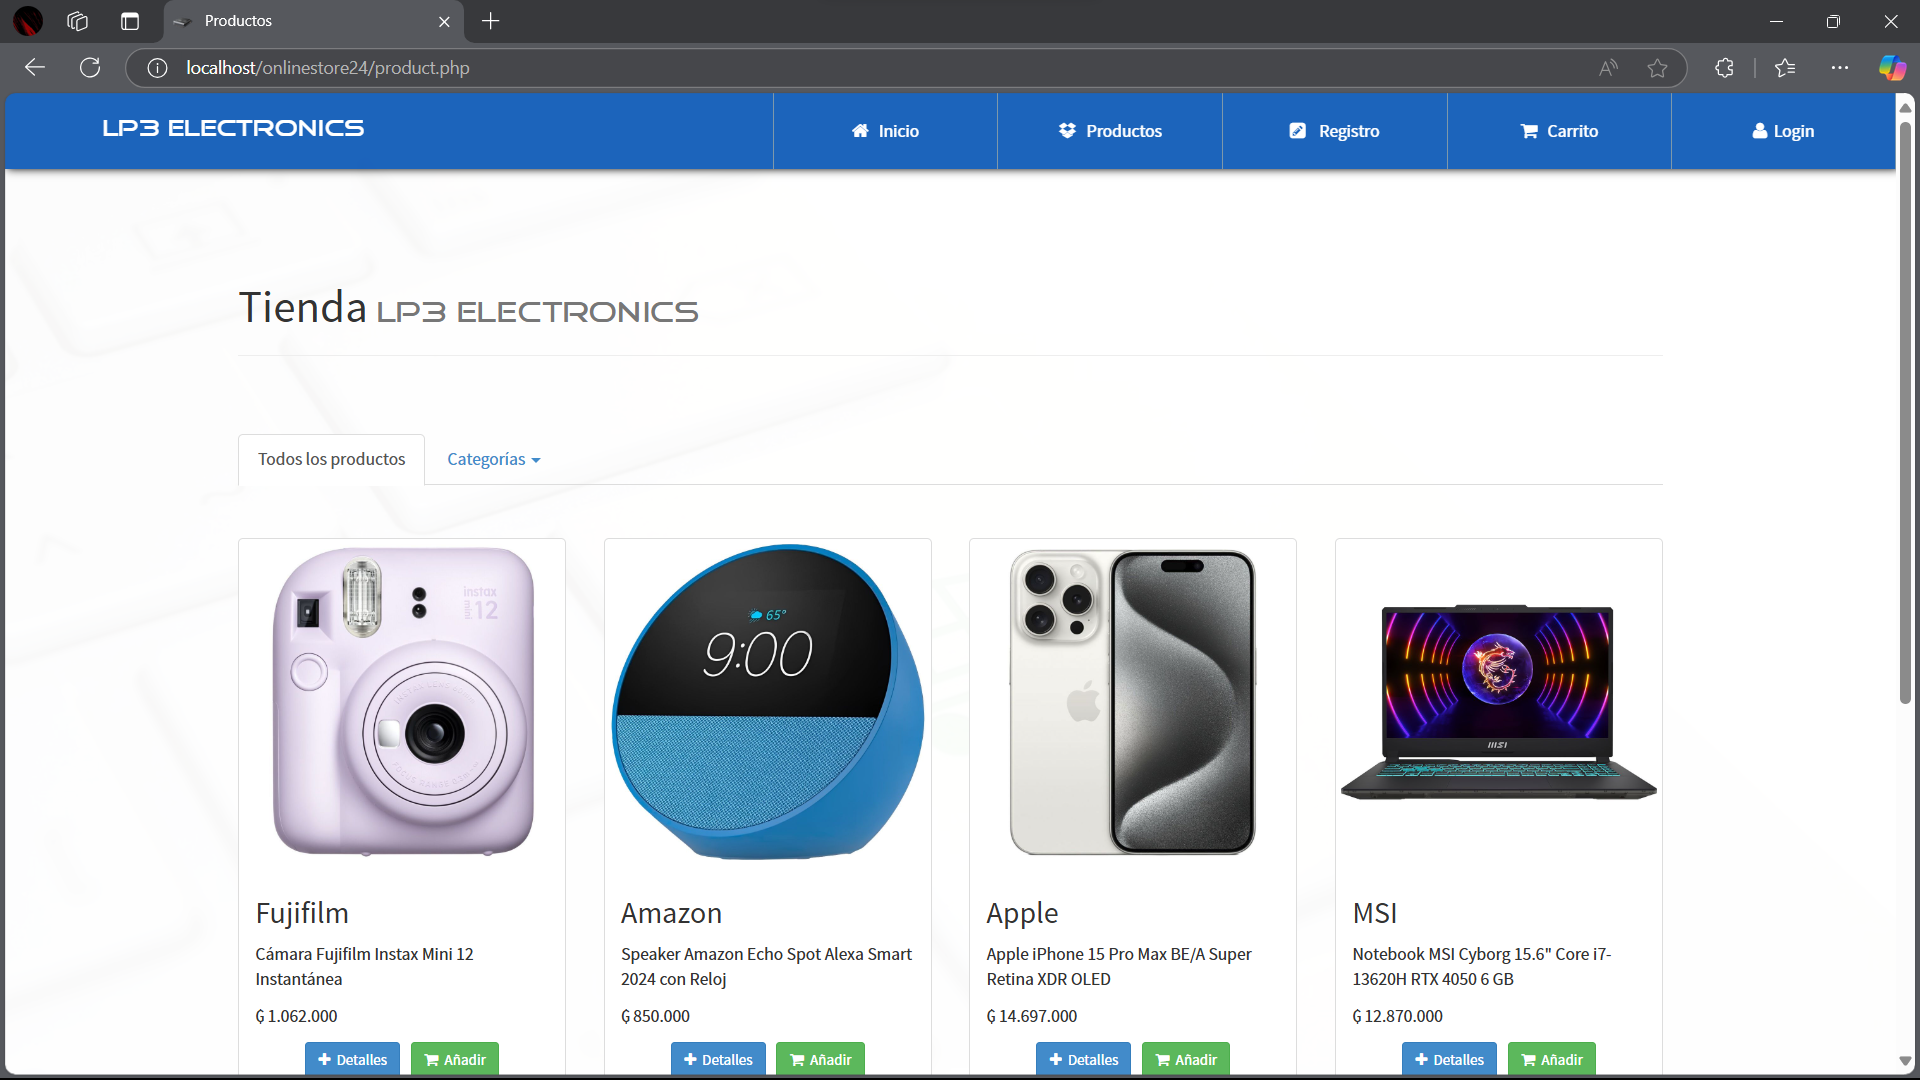 Productos
localhost/onlinestore24/product.php
LP3 ELECTRONICS
Inicio
Productos
Registro
Carrito
Login
Tienda LP3 ELECTRONICS
Todos los productos
Categorías
instax
mini 12
65°
9:00
msi
Fujifilm
Cámara Fujifilm Instax Mini 12
Instantánea
₲ 1.062.000
Detalles
Añadir
Amazon
Speaker Amazon Echo Spot Alexa Smart
2024 con Reloj
₲ 850.000
Detalles
Añadir
Apple
Apple iPhone 15 Pro Max BE/A Super
Retina XDR OLED
₲ 14.697.000
Detalles
Añadir
MSI
Notebook MSI Cyborg 15.6" Core i7-
13620H RTX 4050 6 GB
₲ 12.870.000
Detalles
Añadir